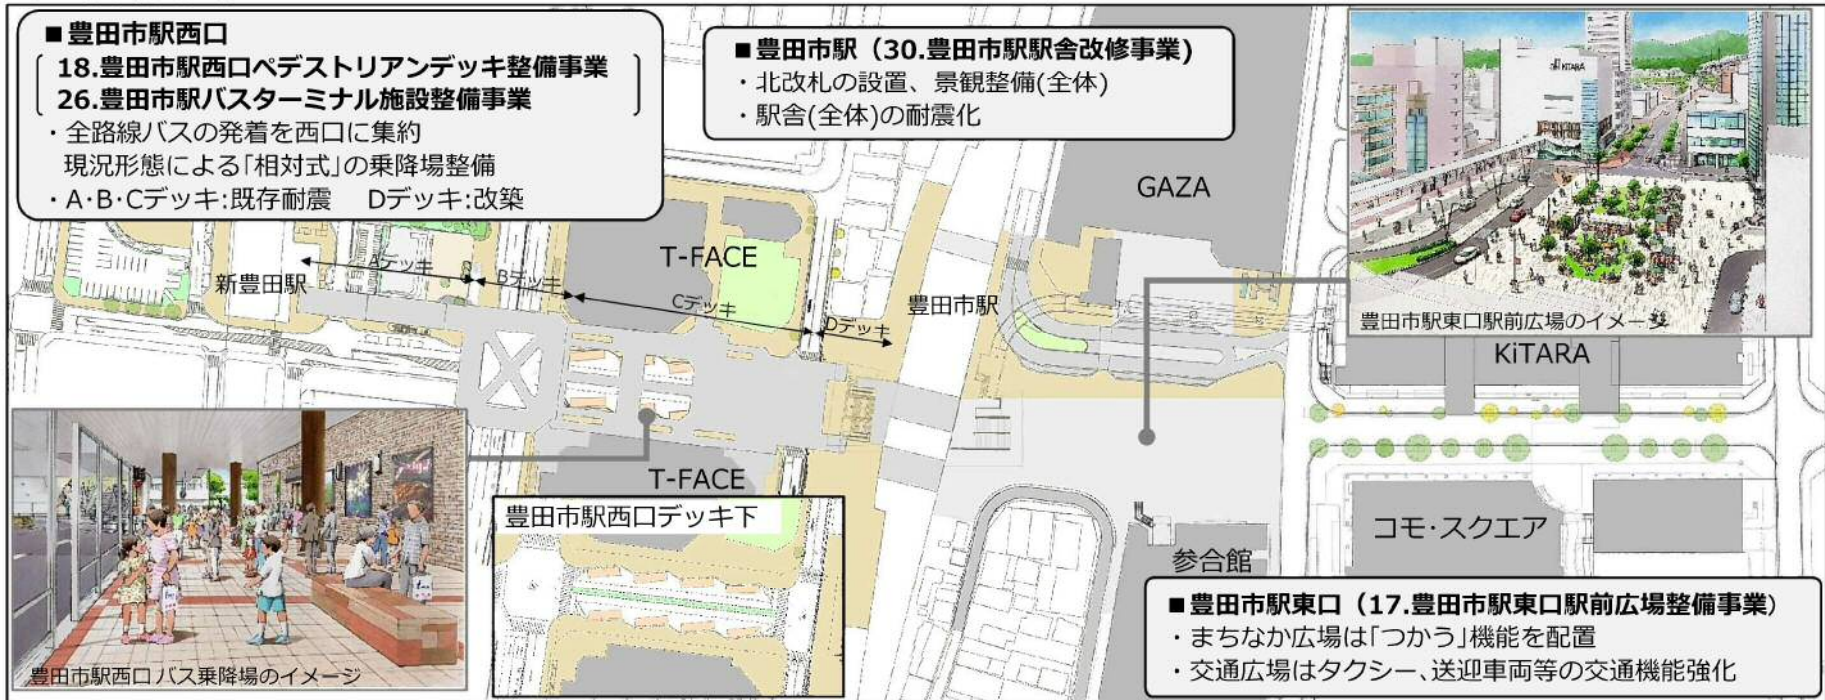 ■豊田市駅西口
18.豊田市駅西口ペデストリアンデッキ整備事業
26.豊田市駅バスターミナル施設整備事業
・全路線バスの発着を西口に集約
現況形態による「相対式」の乗降場整備
・A・B・Cデッキ:既存耐震 Dデッキ:改築
■豊田市駅（30.豊田市駅駅舎改修事業)
・北改札の設置、景観整備(全体)
・駅舎(全体)の耐震化
KiTARA
豊田市駅東口駅前広場のイメージ
GAZA
T-FACE
新豊田駅
Aデッキ
Bデッキ
Cデッキ
Dデッキ
豊田市駅
KiTARA
T-FACE
豊田市駅西口デッキ下
豊田市駅西口 バス乗降場のイメージ
コモ・スクエア
参合館
■豊田市駅東口（17.豊田市駅東口駅前広場整備事業）
・まちなか広場は「つかう」機能を配置
・交通広場はタクシー、送迎車両等の交通機能強化